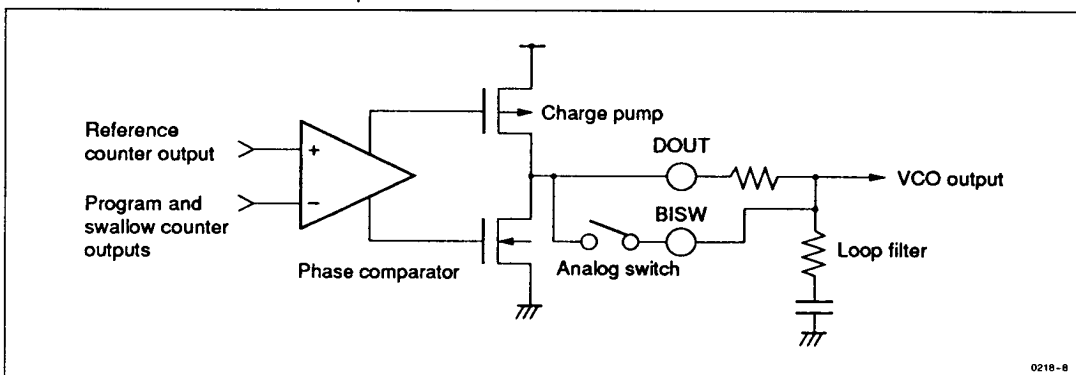 Reference
counter output
+
Charge pump
DOUT
VCO output
Program and
swallow counter
outputs
−
BISW
Phase comparator
Analog switch
Loop filter
0218-8